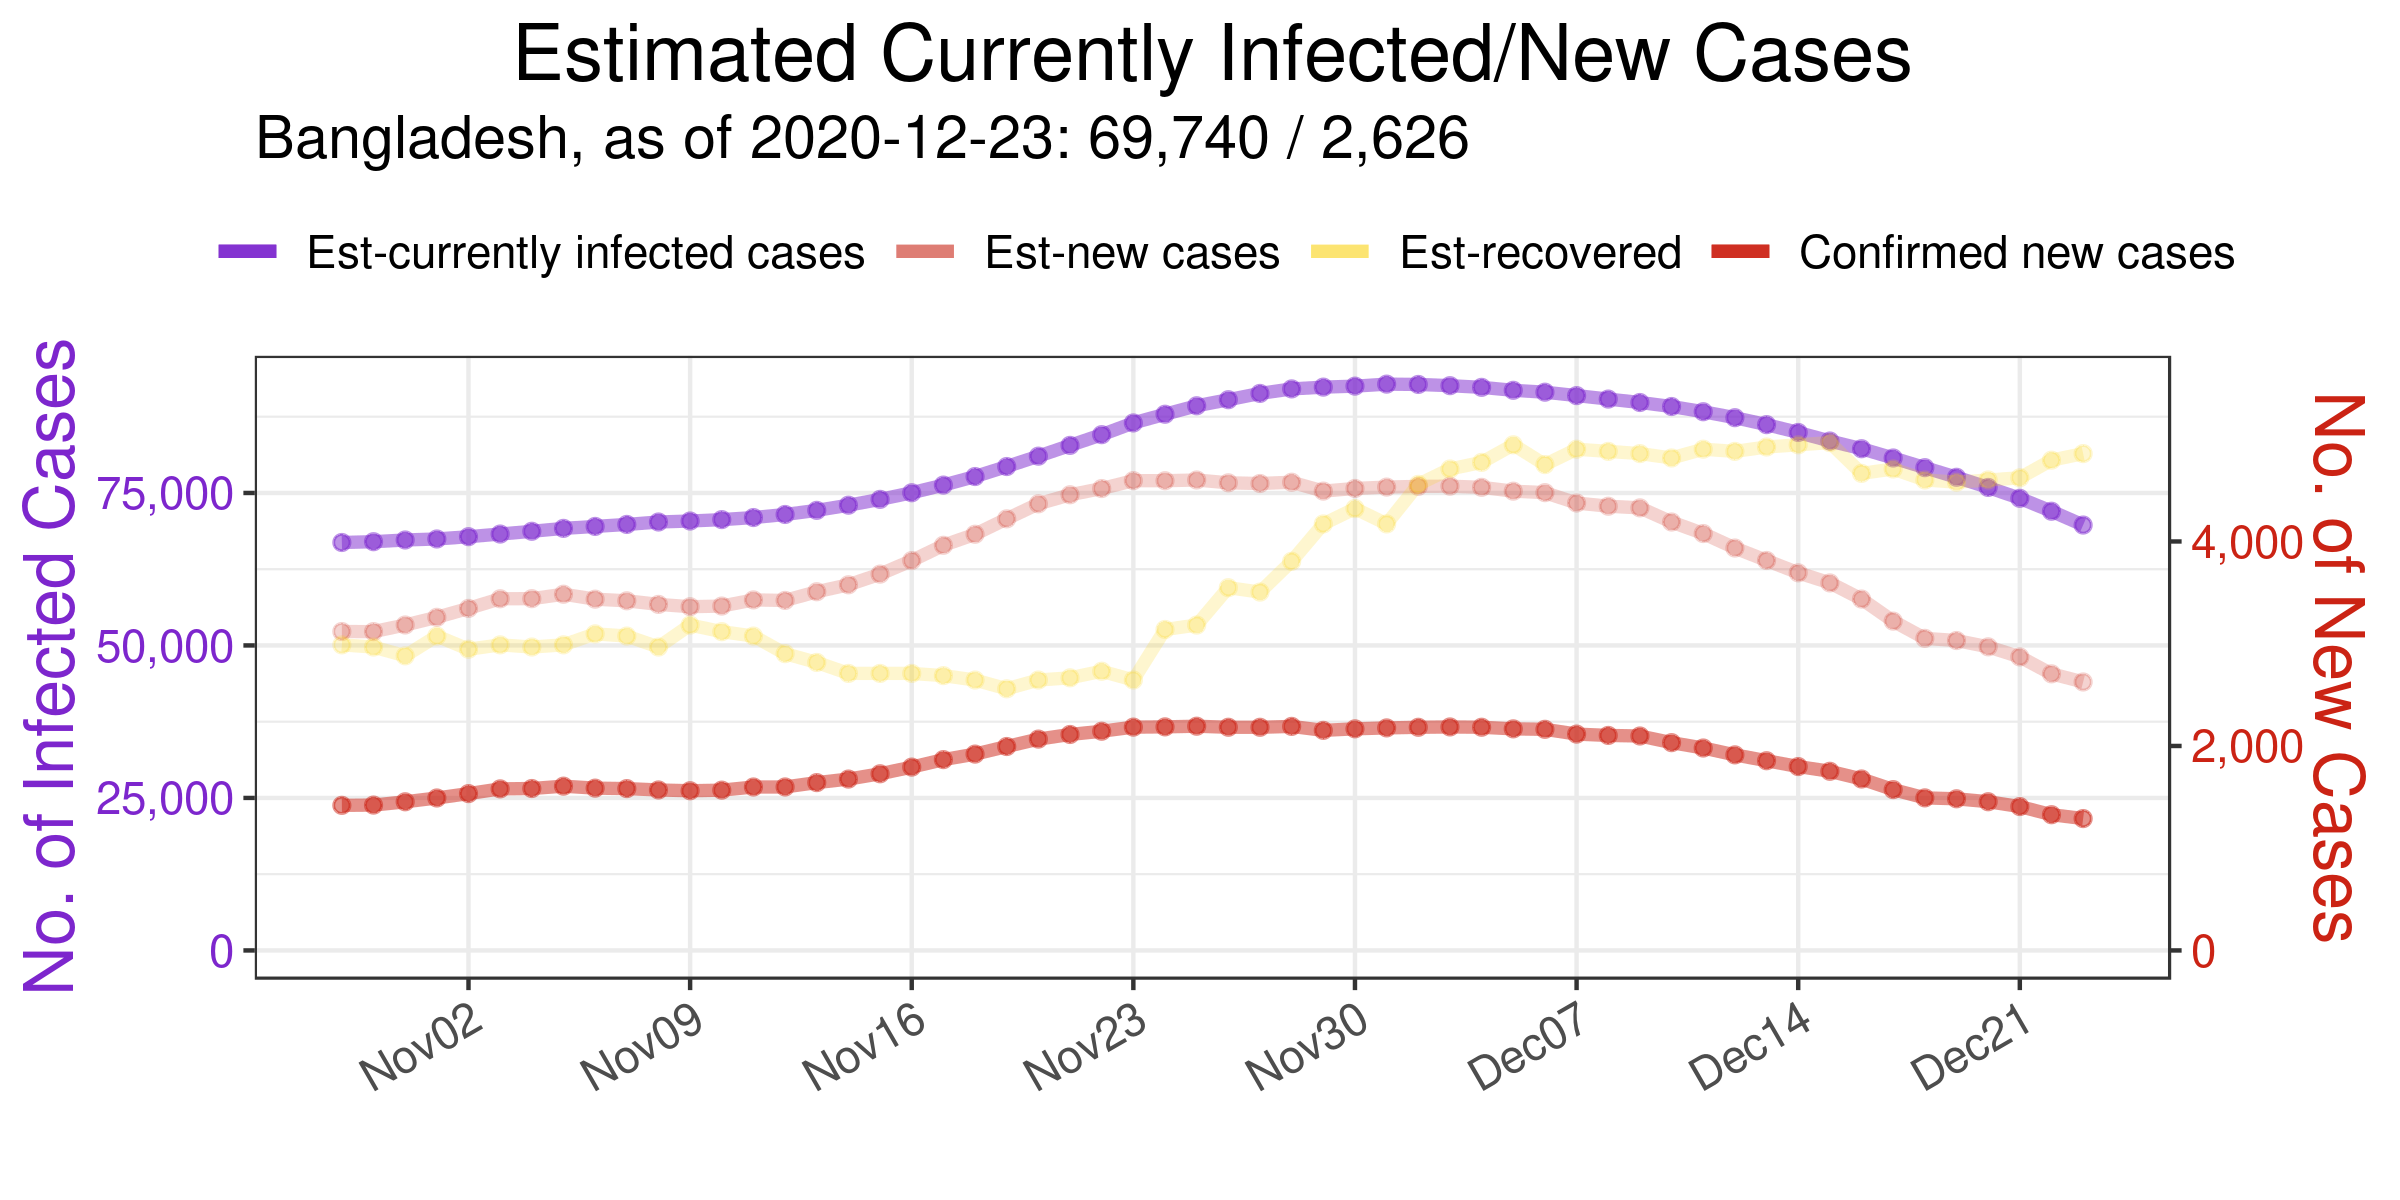 Estimated Currently Infected/New Cases
Bangladesh, as of 2020-12-23: 69,740 / 2,626
Est-currently infected cases Est-new cases Est-recovered Confirmed new cases
No. of Infected Cases
75,000
50,000
25,000
0
4,000
2,000
0
No. of New Cases
Nov02 Nov09 Nov16 Nov23 Nov30 Dec07 Dec14 Dec21